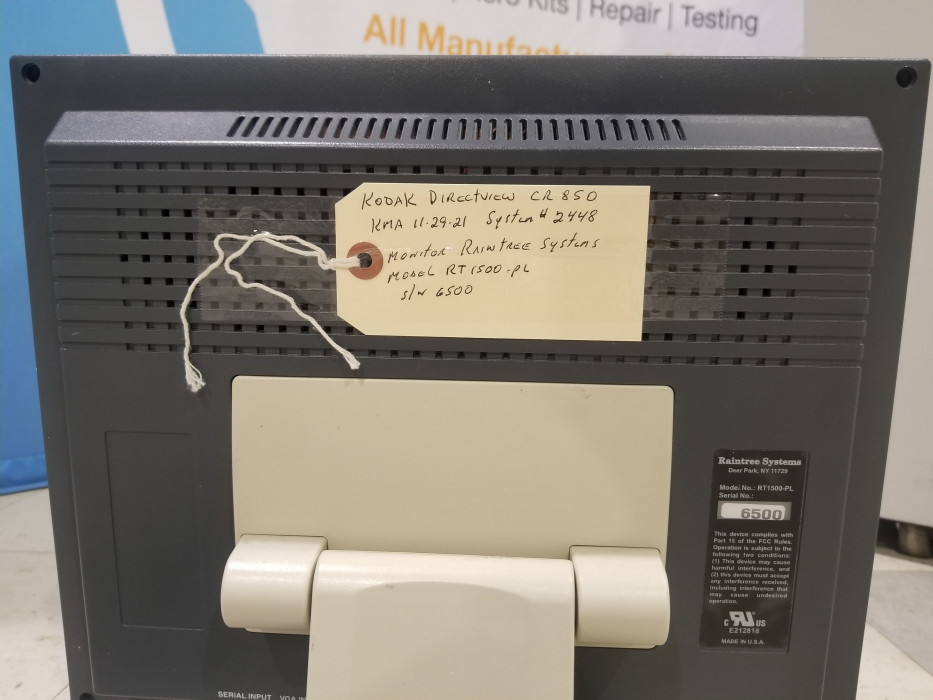 Kits | Repair | Testing
All
KODAK DIRECTVIEW CR 850
KMA 11-29-21 System # 2448
MONITOR RAINTREE Systems
MODEL RT1500-PL
s/n 6500
Raintree Systems
Deer Park, NY 11729
Model No.: RT1500-PL
Serial No.:
6500
This device complies with
Part 15 of the FCC Rules.
Operation is subject to the
following two conditions:
(1) This device may cause
harmful interference, and
(2) this device must accept
any interference received,
including interference that
may cause undesired
operation.
c RU US
E212818
MADE IN U.S.A.
SERIAL INPUT VGA IN